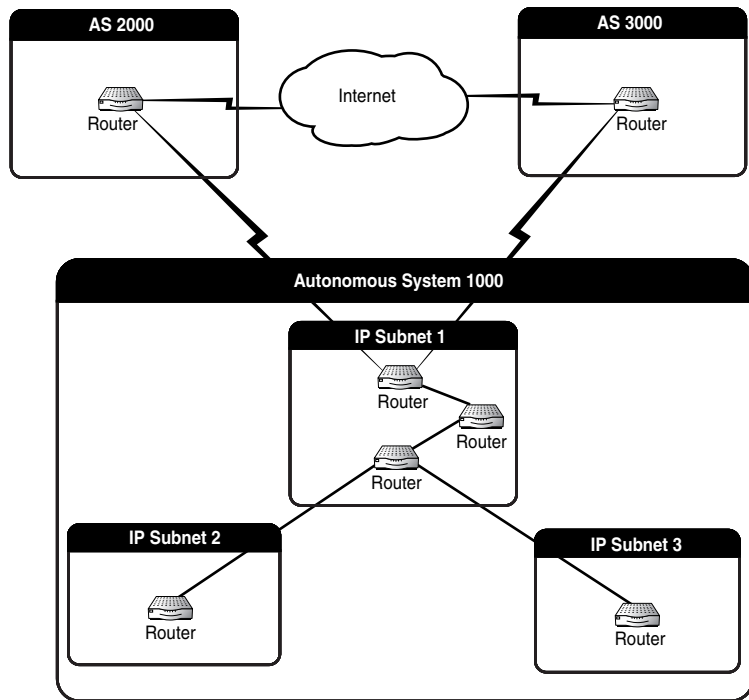 AS 2000
AS 3000
Internet
Router
Router
Autonomous System 1000
IP Subnet 1
Router
Router
Router
IP Subnet 2
IP Subnet 3
Router
Router